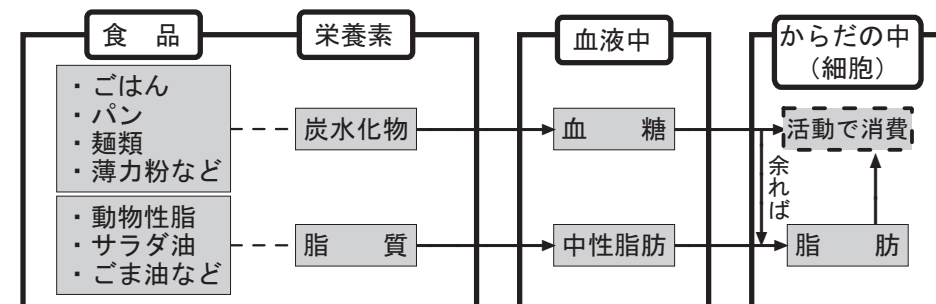 食　品
栄養素
血液中
からだの中
（細胞）
・ごはん
・パン
・麺類
・薄力粉など
炭水化物
血　糖
活動で消費
余れば
・動物性脂
・サラダ油
・ごま油など
脂　質
中性脂肪
脂　肪